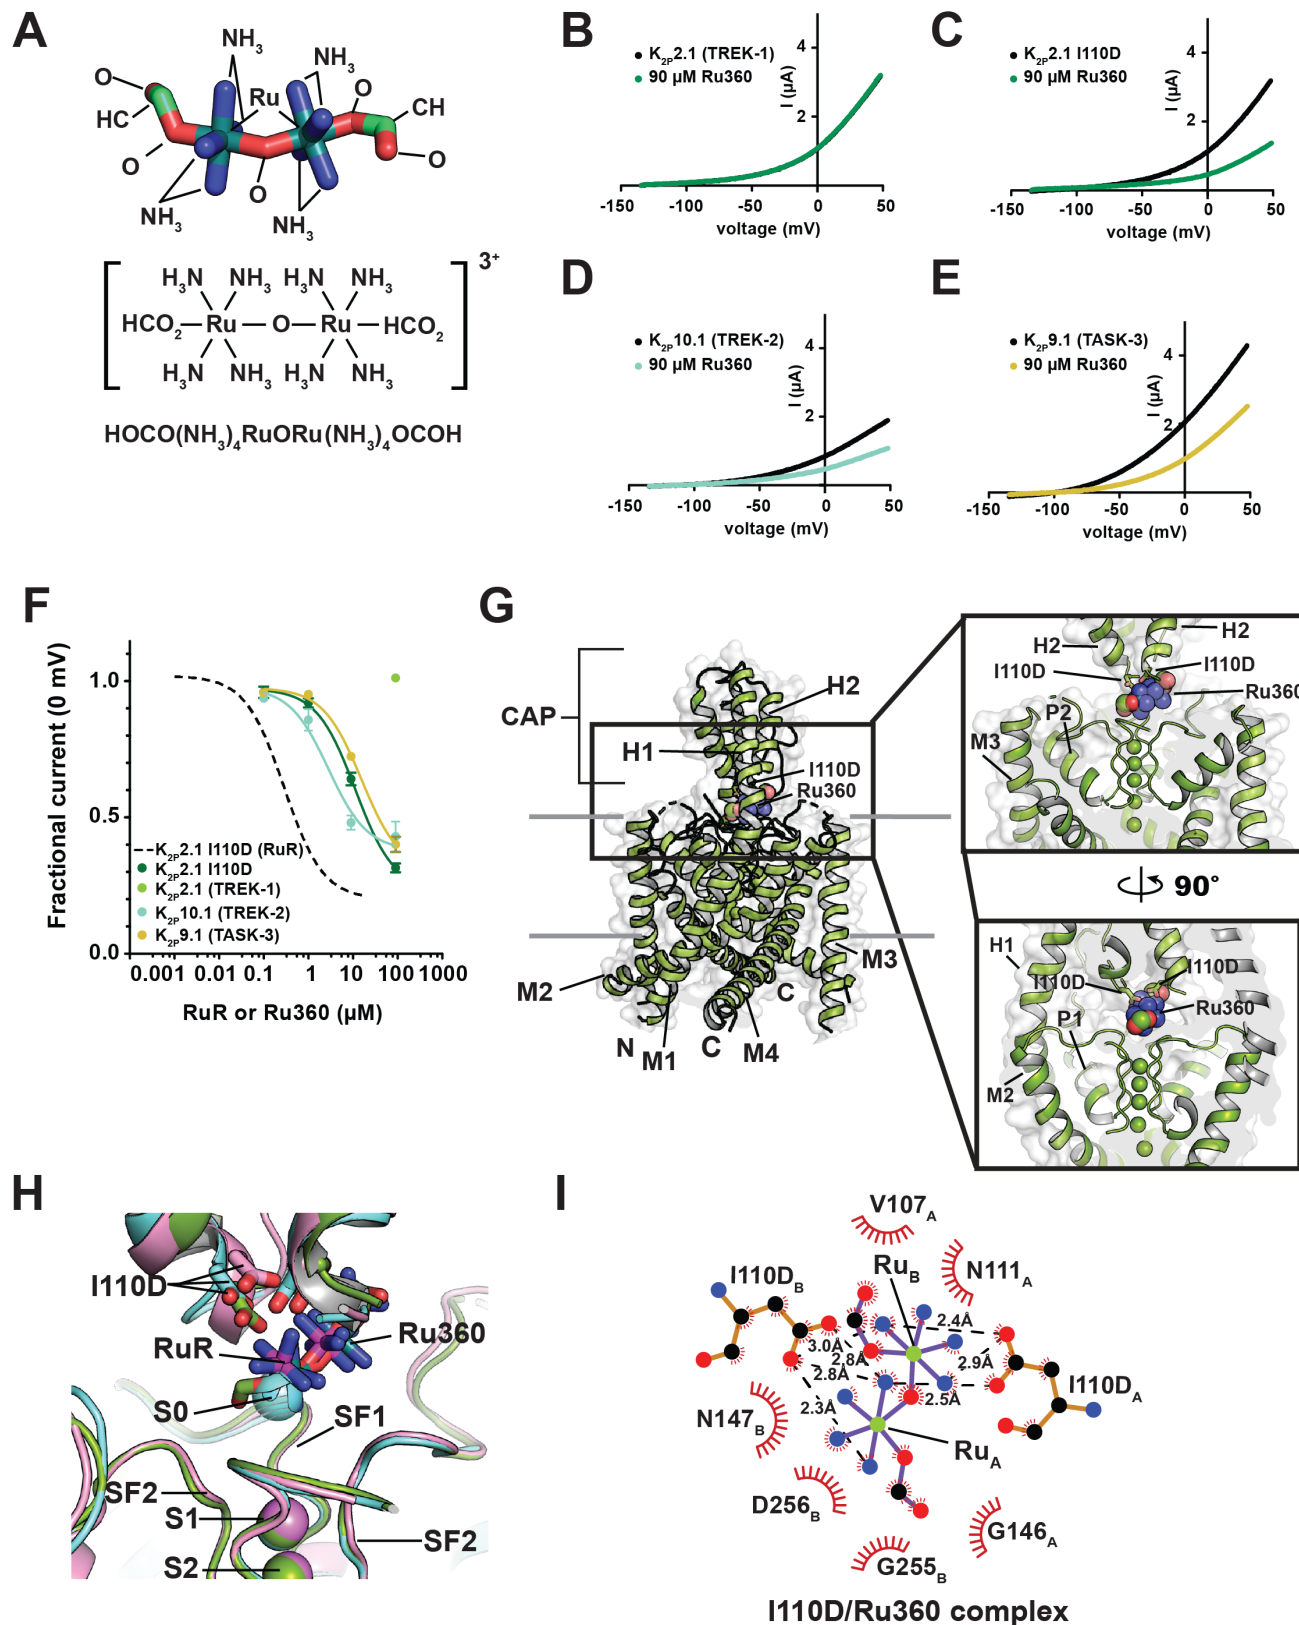 A
NH3
NH3
O
Ru
O
HC
CH
O
O
O
NH3
NH3
3+
H3N NH3 H3N NH3
HCO2 Ru O Ru HCO2
H3N NH3 H3N NH3
HOCO(NH3)4RuORu(NH3)4OCOH
B
K2P2.1 (TREK-1)
90 µM Ru360
I (µA)
4
2
-150 -100 -50 0 50
voltage (mV)
C
K2P2.1 I110D
90 µM Ru360
I (µA)
4
2
-150 -100 -50 0 50
voltage (mV)
D
K2P10.1 (TREK-2)
90 µM Ru360
I (µA)
4
2
-150 -100 -50 0 50
voltage (mV)
E
K2P9.1 (TASK-3)
90 µM Ru360
I (µA)
4
2
-150 -100 -50 0 50
voltage (mV)
F
Fractional current (0 mV)
1.0
0.5
0.0
K2P2.1 I110D (RuR)
K2P2.1 I110D
K2P2.1 (TREK-1)
K2P10.1 (TREK-2)
K2P9.1 (TASK-3)
0.001 0.01 0.1 1 10 100 1000
RuR or Ru360 (µM)
G
CAP
H2
H1
I110D
Ru360
M2
M3
C
N M1 C M4
H2
H2
I110D
I110D
Ru360
P2
M3
90°
H1
I110D
I110D
Ru360
P1
M2
H
I110D
Ru360
RuR
S0
SF1
SF2
S1
SF2
S2
I
V107A
RuB
N111A
I110DB
2.4Å
3.0Å
2.8Å
2.9Å
2.8Å
I110DA
2.3Å
2.5Å
N147B
RuA
D256B
G146A
G255B
I110D/Ru360 complex